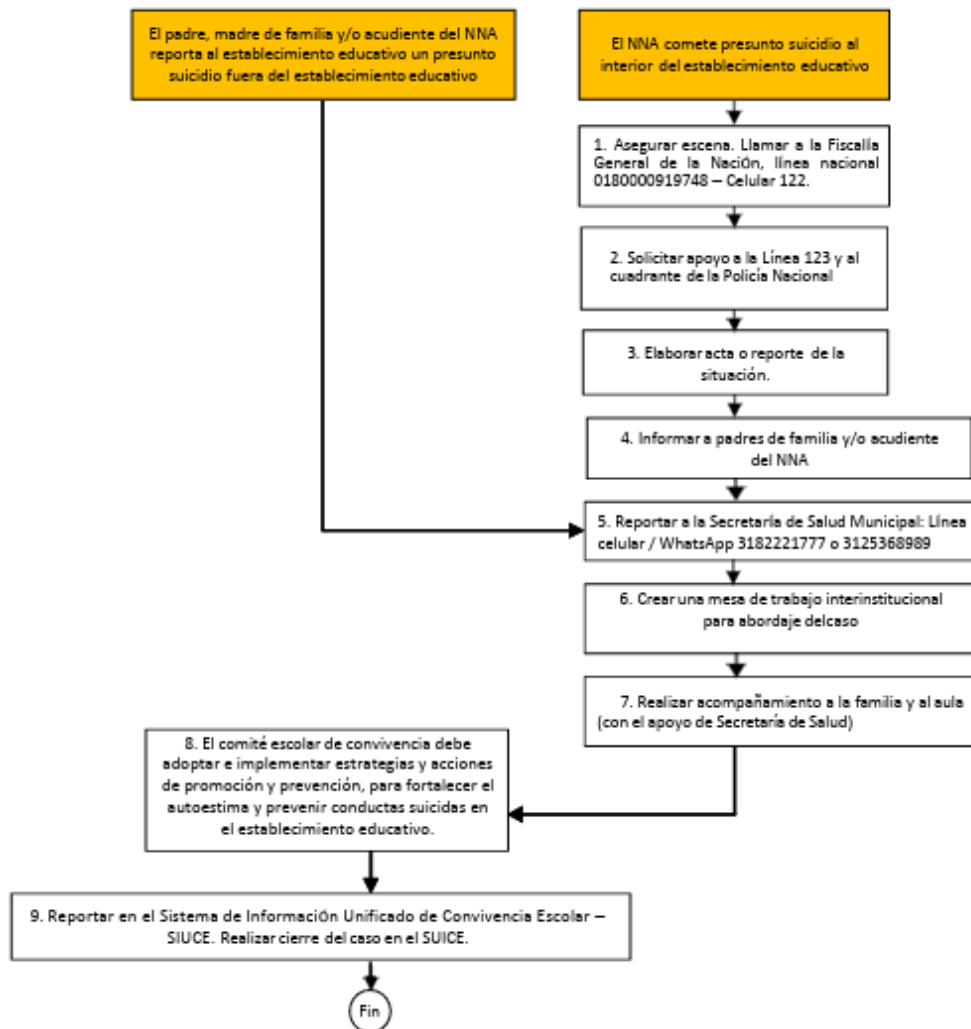 El padre, madre de familia y/o acudiente del NNA
reporta al establecimiento educativo un presunto
suicidio fuera del establecimiento educativo
El NNA comete presunto suicidio al
interior del establecimiento educativo
1. Asegurar escena. Llamar a la Fiscalía
General de la Nación, línea nacional
0180000919748 – Celular 122.
2. Solicitar apoyo a la Línea 123 y al
cuadrante de la Policía Nacional
3. Elaborar acta o reporte de la
situación.
4. Informar a padres de familia y/o acudiente
del NNA
5. Reportar a la Secretaría de Salud Municipal: Línea
celular / WhatsApp 3182221777 o 3125368989
6. Crear una mesa de trabajo interinstitucional
para abordaje delcaso
7. Realizar acompañamiento a la familia y al aula
(con el apoyo de Secretaría de Salud)
8. El comité escolar de convivencia debe
adoptar e implementar estrategias y acciones
de promoción y prevención, para fortalecer el
autoestima y prevenir conductas suicidas en
el establecimiento educativo.
9. Reportar en el Sistema de Información Unificado de Convivencia Escolar –
SIUCE. Realizar cierre del caso en el SUICE.
Fin